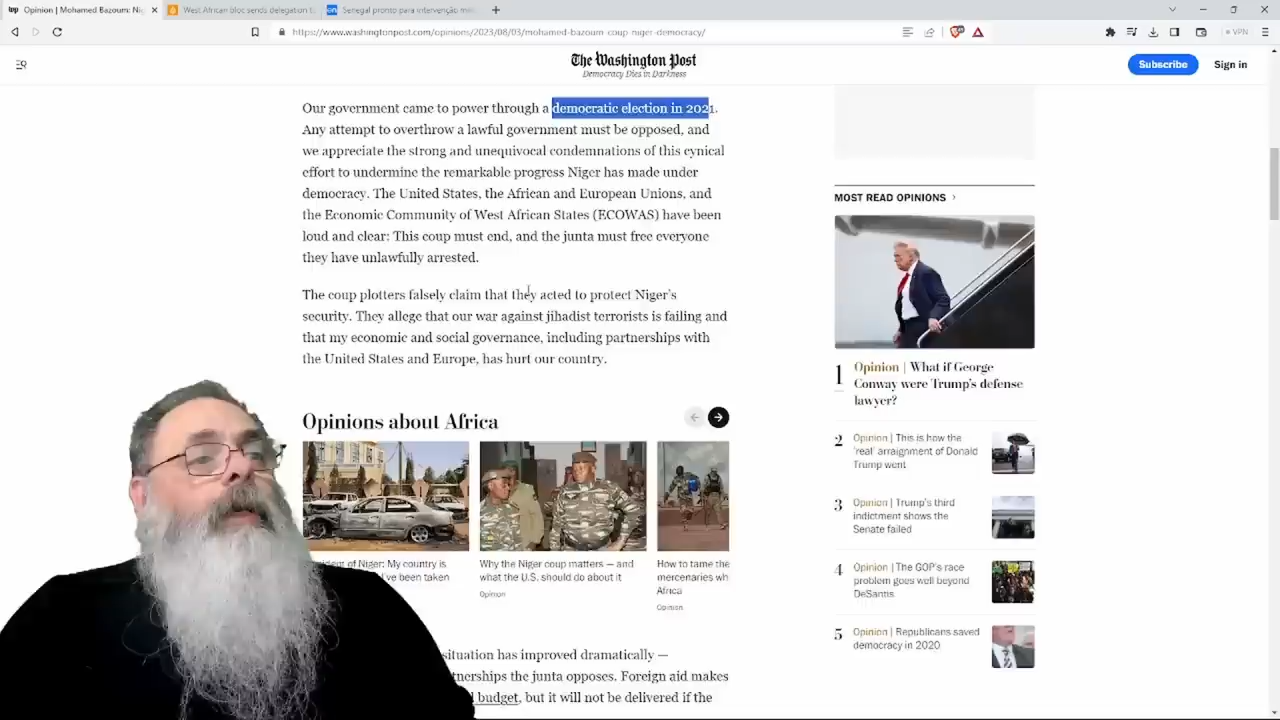 Opinion | Mohamed Bazoum: Nig
West African bloc sends delegation t
Senegal pronto para intervenção mil
https://www.washingtonpost.com/opinions/2023/08/03/mohamed-bazoum-coup-niger-democracy/
VPN
The Washington Post
Democracy Dies in Darkness
Subscribe
Sign in
Our government came to power through a democratic election in 2021.
Any attempt to overthrow a lawful government must be opposed, and
we appreciate the strong and unequivocal condemnations of this cynical
effort to undermine the remarkable progress Niger has made under
democracy. The United States, the African and European Unions, and
the Economic Community of West African States (ECOWAS) have been
loud and clear: This coup must end, and the junta must free everyone
they have unlawfully arrested.
The coup plotters falsely claim that they acted to protect Niger's
security. They allege that our war against jihadist terrorists is failing and
that my economic and social governance, including partnerships with
the United States and Europe, has hurt our country.
Opinions about Africa
dent of Niger: My country is
've been taken
Why the Niger coup matters — and
what the U.S. should do about it
Opinion
How to tame the
mercenaries wh
Africa
Opinion
situation has improved dramatically —
tnerships the junta opposes. Foreign aid makes
budget, but it will not be delivered if the
MOST READ OPINIONS
1
Opinion | What if George
Conway were Trump's defense
lawyer?
2
Opinion | This is how the
'real' arraignment of Donald
Trump went
3
Opinion | Trump's third
indictment shows the
Senate failed
4
Opinion | The GOP's race
problem goes well beyond
DeSantis
5
Opinion | Republicans saved
democracy in 2020